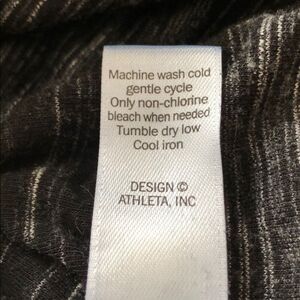 Machine wash cold
gentle cycle
Only non-chlorine
bleach when needed
Tumble dry low
Cool iron
DESIGN ©
ATHLETA, INC